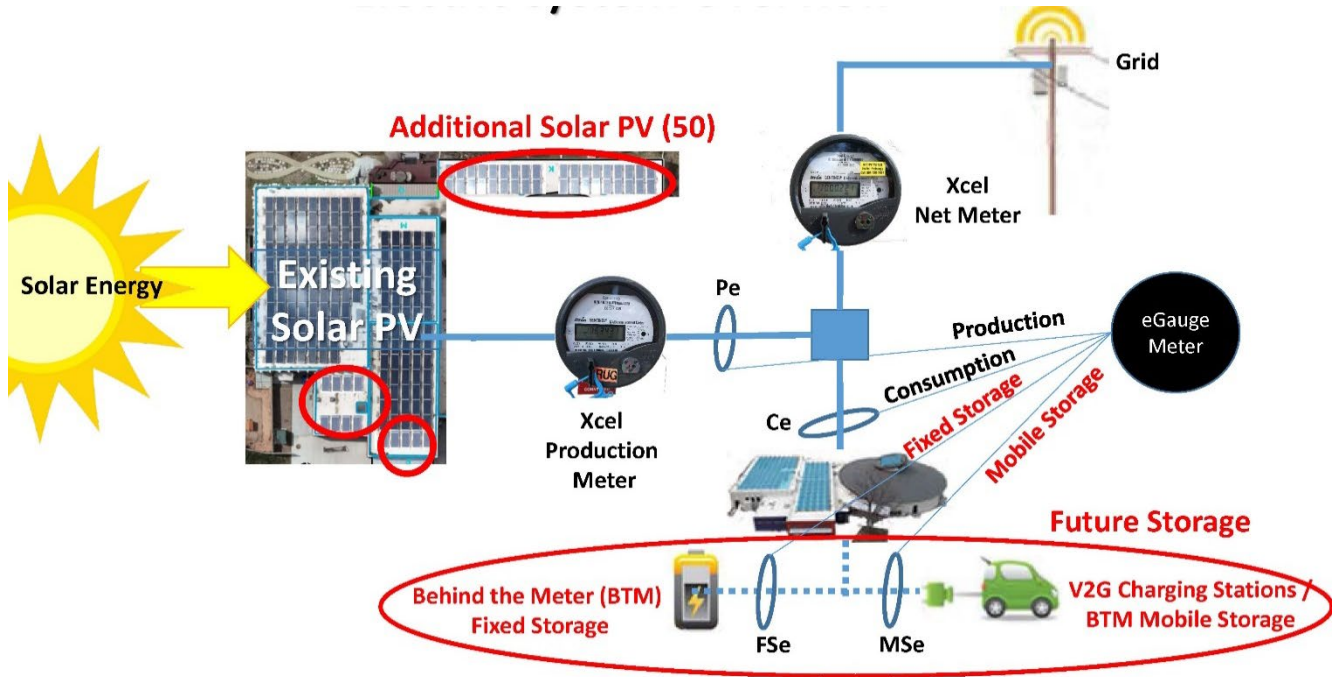 Grid
Additional Solar PV (50)
Xcel
Net Meter
Solar Energy
Existing
Solar PV
Pe
Production
eGauge
Meter
Consumption
Ce
Fixed Storage
Mobile Storage
Xcel
Production
Meter
Future Storage
Behind the Meter (BTM)
Fixed Storage
V2G Charging Stations /
BTM Mobile Storage
FSe
MSe